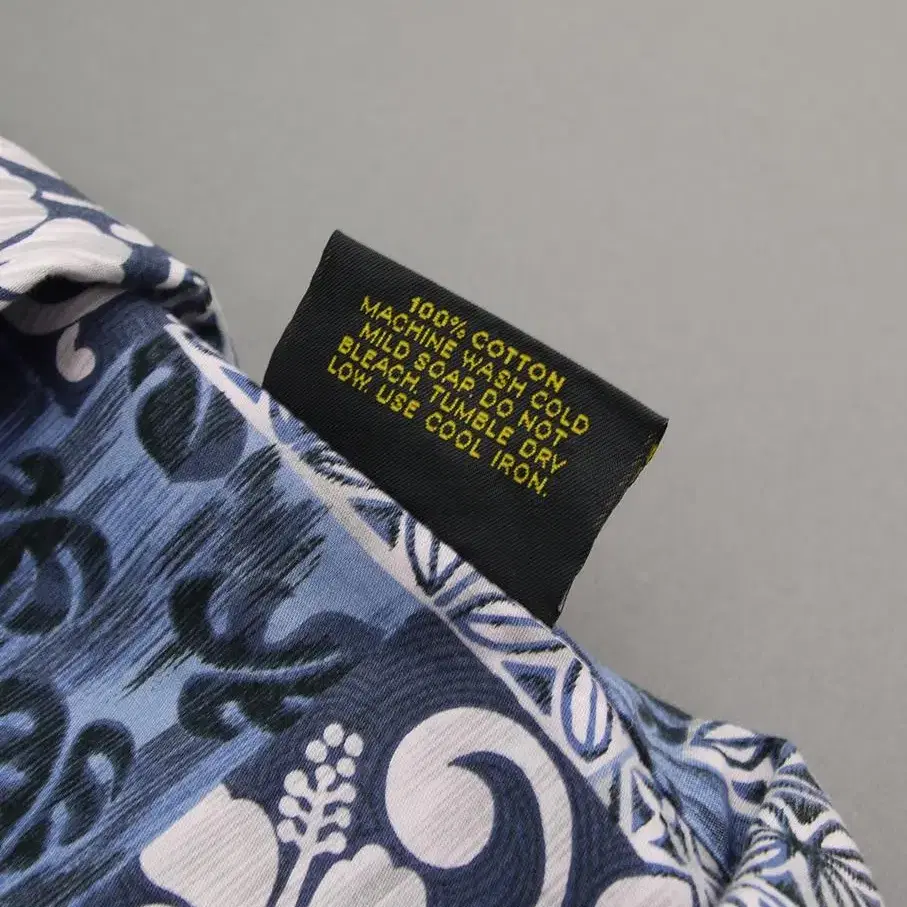 100% COTTON
MACHINE WASH COLD
MILD SOAP. DO NOT
BLEACH. TUMBLE DRY
LOW. USE COOL IRON.